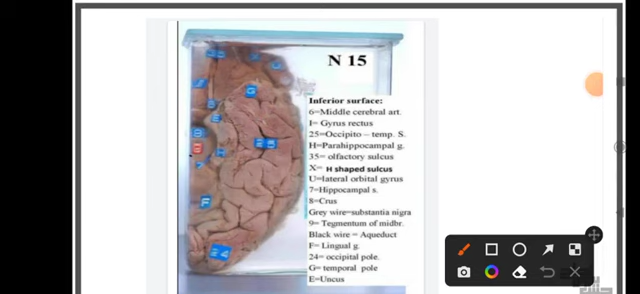 N 15
Inferior surface:
6=Middle cerebral art.
I= Gyrus rectus
25=Occipito – temp. S.
H=Parahippocampal g.
35= olfactory sulcus
X= H shaped sulcus
U=lateral orbital gyrus
7=Hippocampal s.
8=Crus
Grey wire=substantia nigra
9= Tegmentum of midbr.
Black wire = Aqueduct
F= Lingual g.
24= occipital pole.
G= temporal pole
E=Uncus